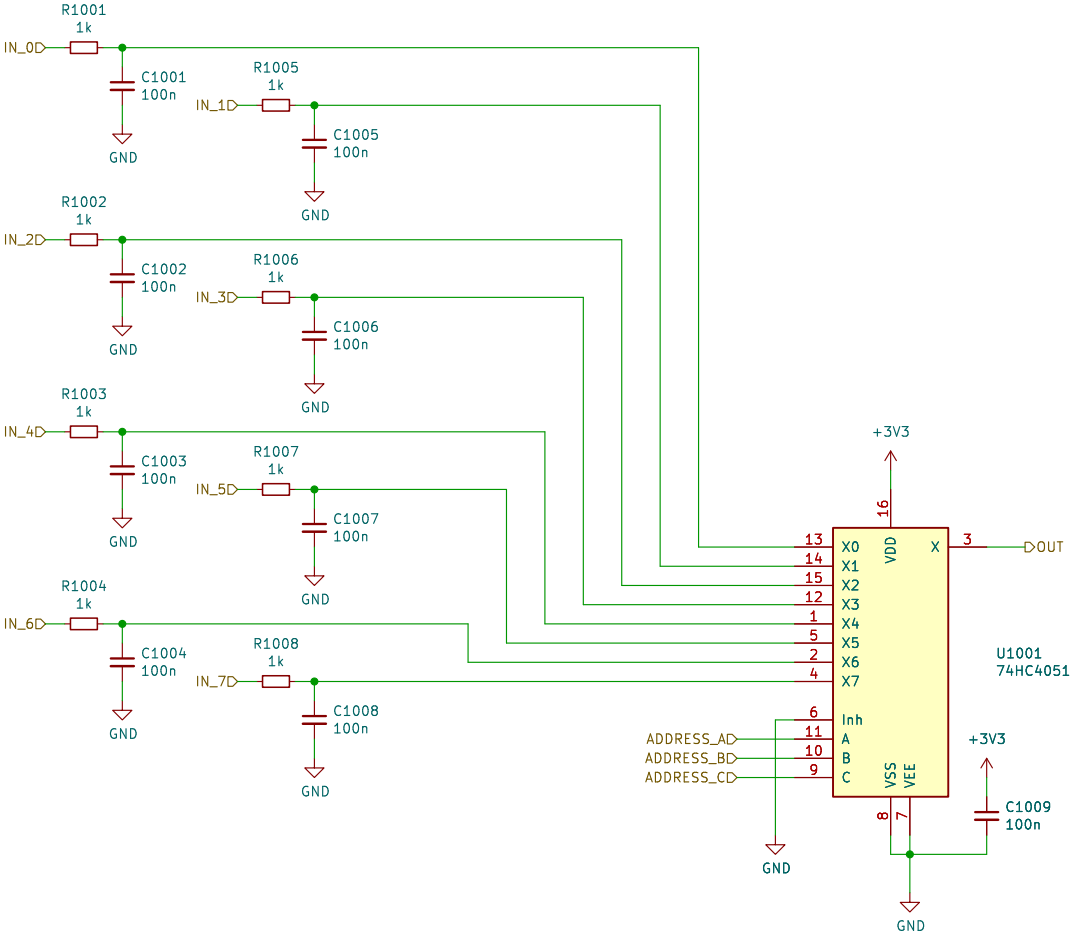 R1001
1k
IN_0
C1001
100n
GND
R1005
1k
IN_1
C1005
100n
GND
R1002
1k
IN_2
C1002
100n
GND
R1006
1k
IN_3
C1006
100n
GND
R1003
1k
IN_4
C1003
100n
GND
R1007
1k
IN_5
C1007
100n
GND
R1004
1k
IN_6
C1004
100n
GND
R1008
1k
IN_7
C1008
100n
GND
+3V3
16
VDD
13 X0
14 X1
15 X2
12 X3
1 X4
5 X5
2 X6
4 X7
6 Inh
11 A
10 B
9 C
X 3
OUT
U1001
74HC4051
ADDRESS_A
ADDRESS_B
ADDRESS_C
GND
VSS
VEE
8
7
+3V3
C1009
100n
GND